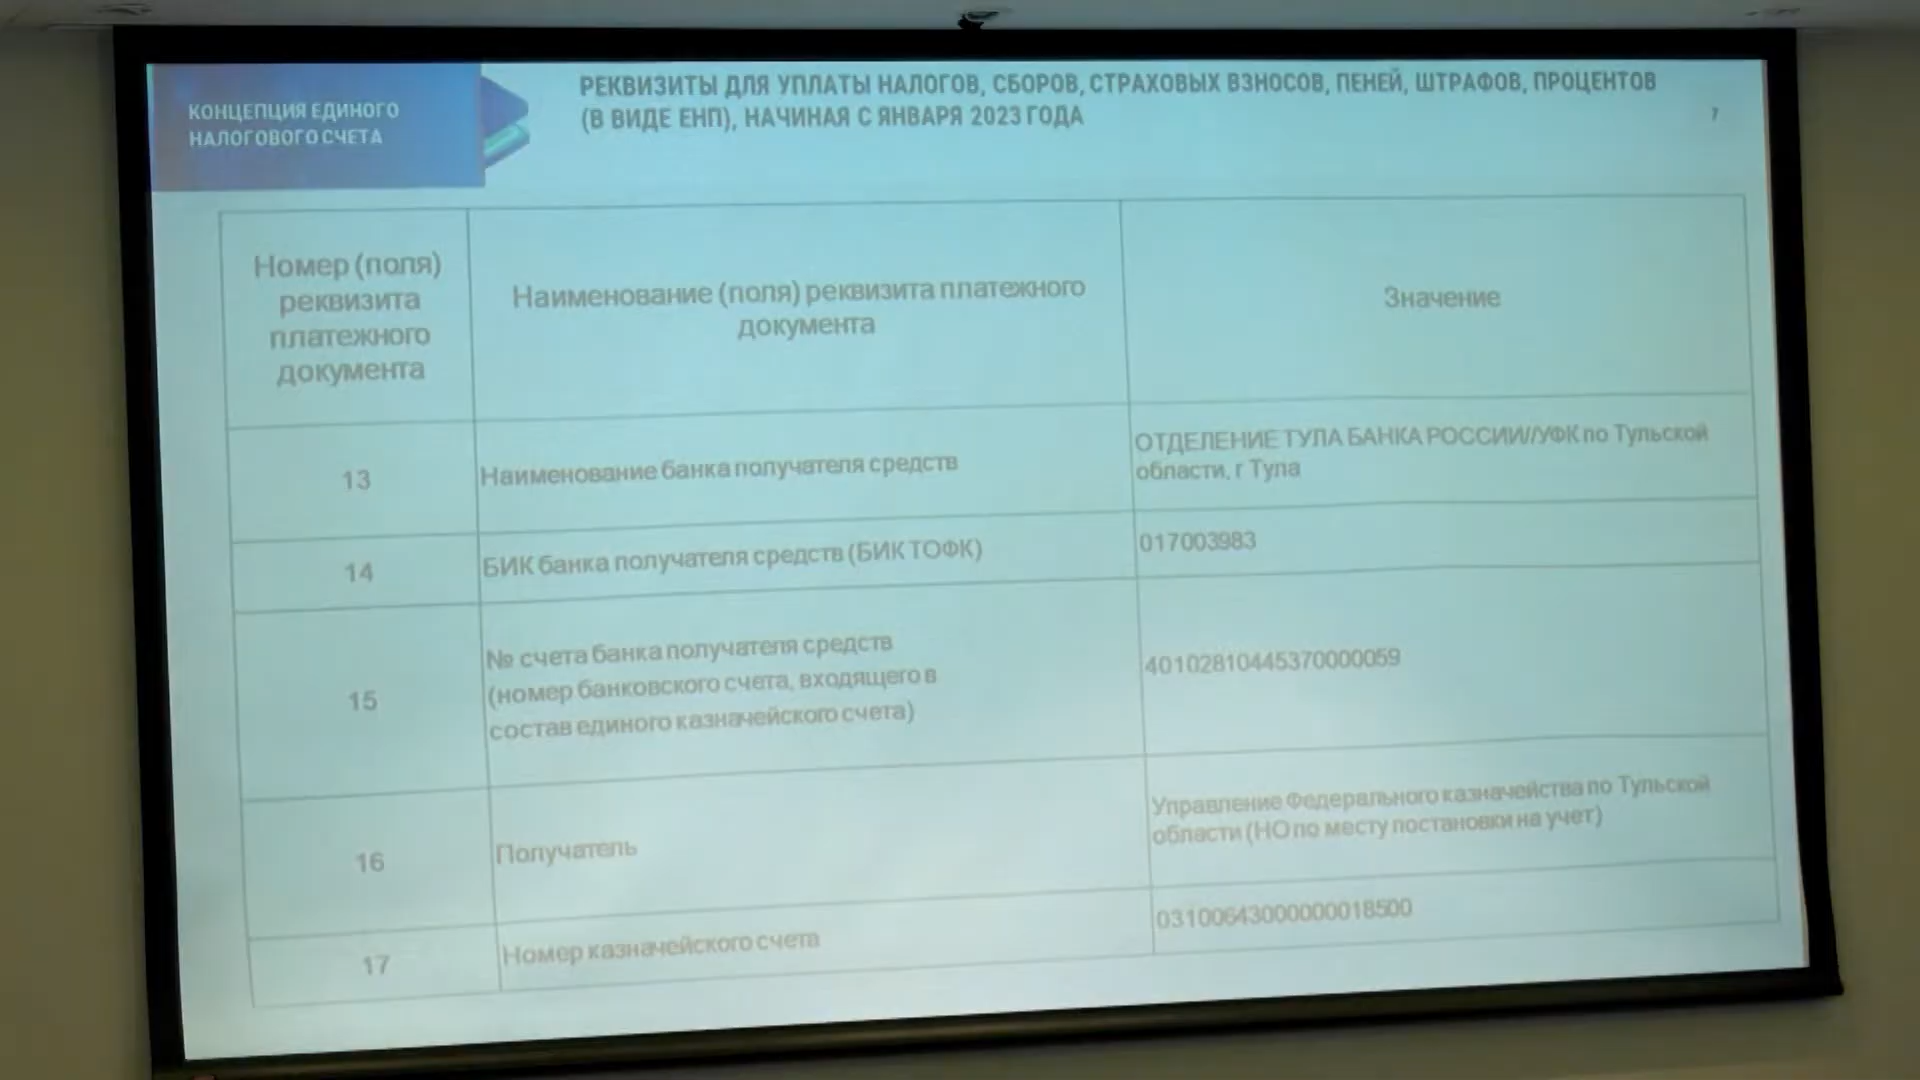 КОНЦЕПЦИЯ ЕДИНОГО
НАЛОГОВОГО СЧЕТА
РЕКВИЗИТЫ ДЛЯ УПЛАТЫ НАЛОГОВ, СБОРОВ, СТРАХОВЫХ ВЗНОСОВ, ПЕНЕЙ, ШТРАФОВ, ПРОЦЕНТОВ
(В ВИДЕ ЕНП), НАЧИНАЯ С ЯНВАРЯ 2023 ГОДА
7
Номер (поля)
реквизита
платежного
документа
Наименование (поля) реквизита платежного
документа
Значение
13
Наименование банка получателя средств
ОТДЕЛЕНИЕ ТУЛА БАНКА РОССИИ//УФК по Тульской
области, г Тула
14
БИК банка получателя средств (БИК ТОФК)
017003983
15
№ счета банка получателя средств
(номер банковского счета, входящего в
состав единого казначейского счета)
40102810445370000059
16
Получатель
Управление Федерального казначейства по Тульской
области (НО по месту постановки на учет)
17
Номер казначейского счета
03100643000000018500